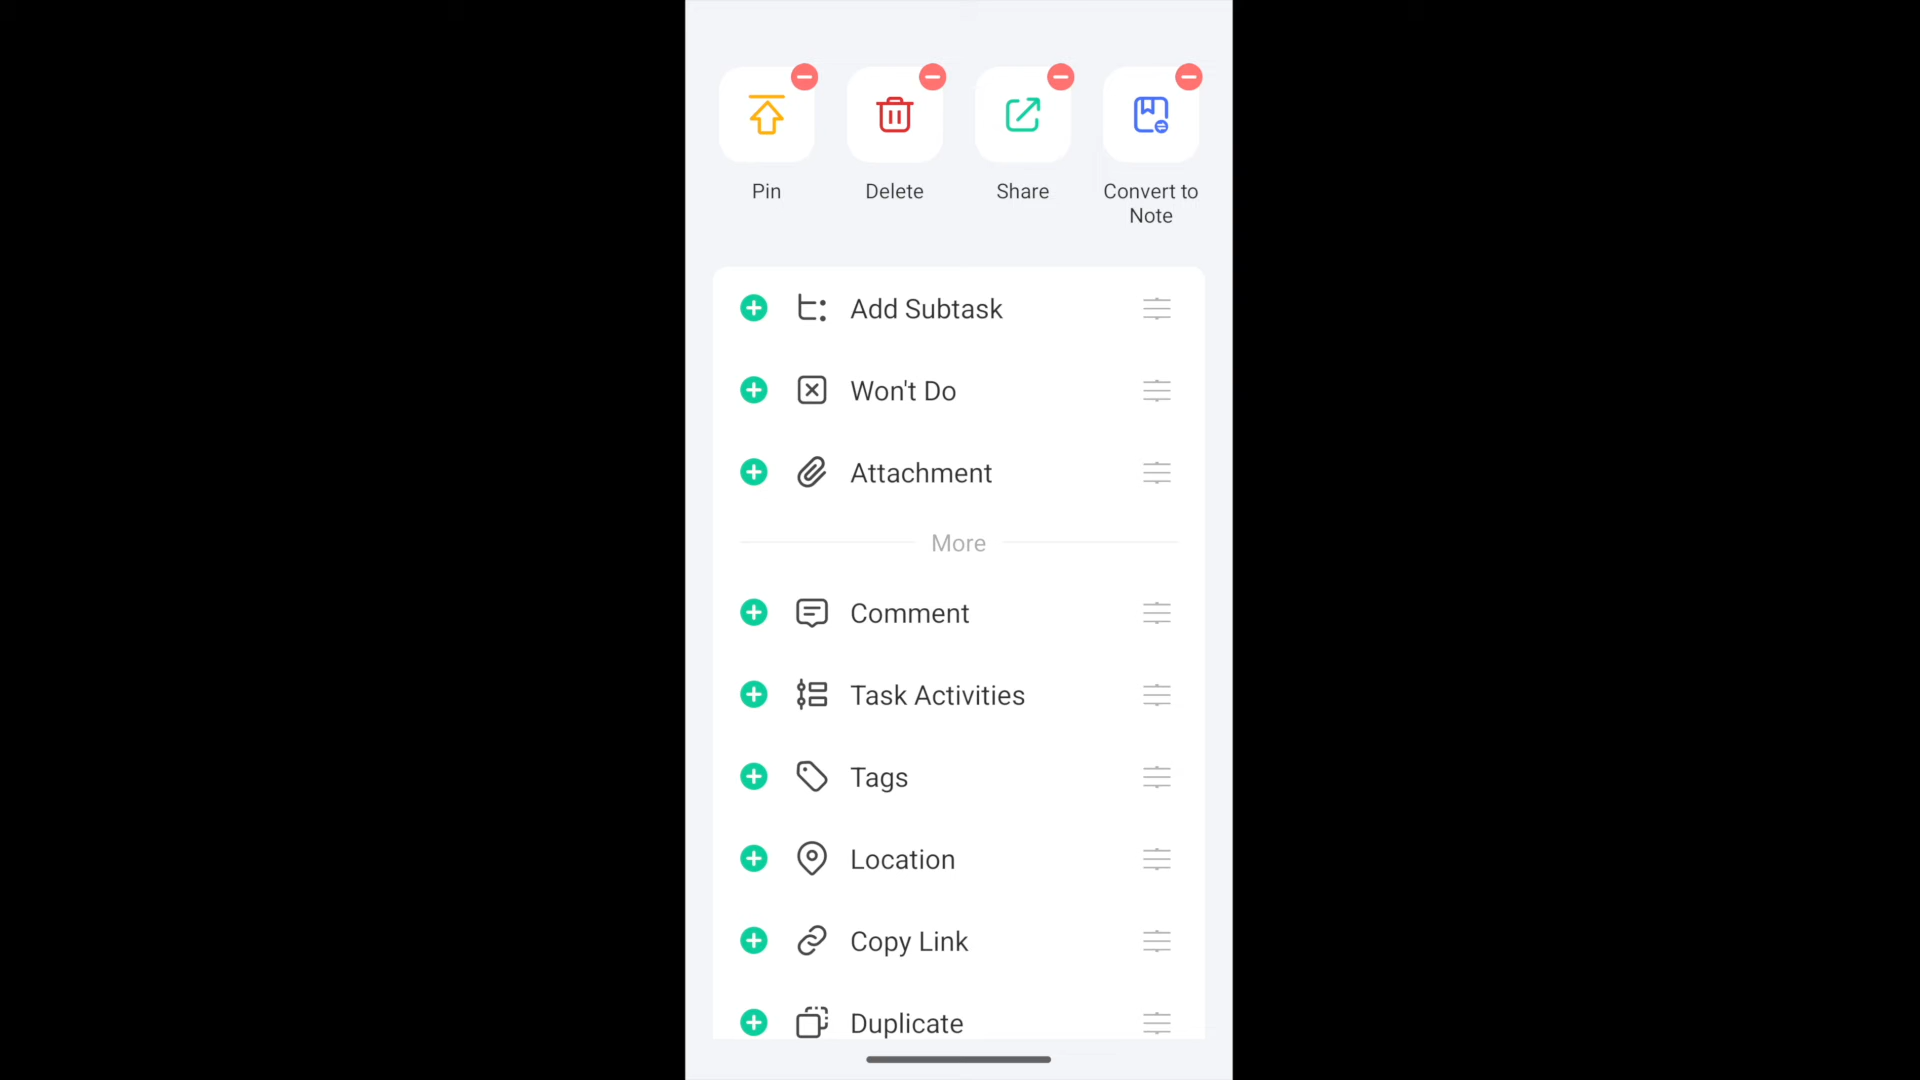 Pin
Delete
Share
Convert to
Note
Add Subtask
Won't Do
Attachment
More
Comment
Task Activities
Tags
Location
Copy Link
Duplicate